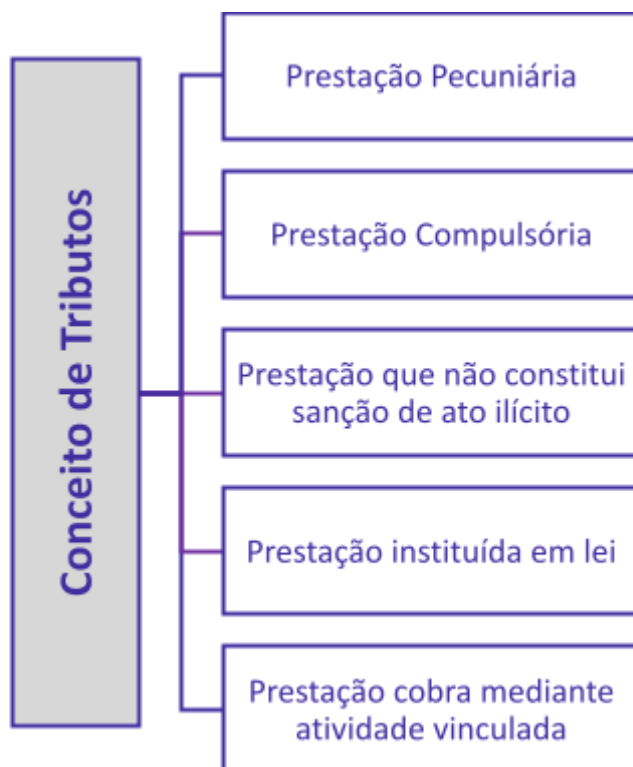 Conceito de Tributos
Prestação Pecuniária
Prestação Compulsória
Prestação que não constitui
sanção de ato ilícito
Prestação instituída em lei
Prestação cobra mediante
atividade vinculada